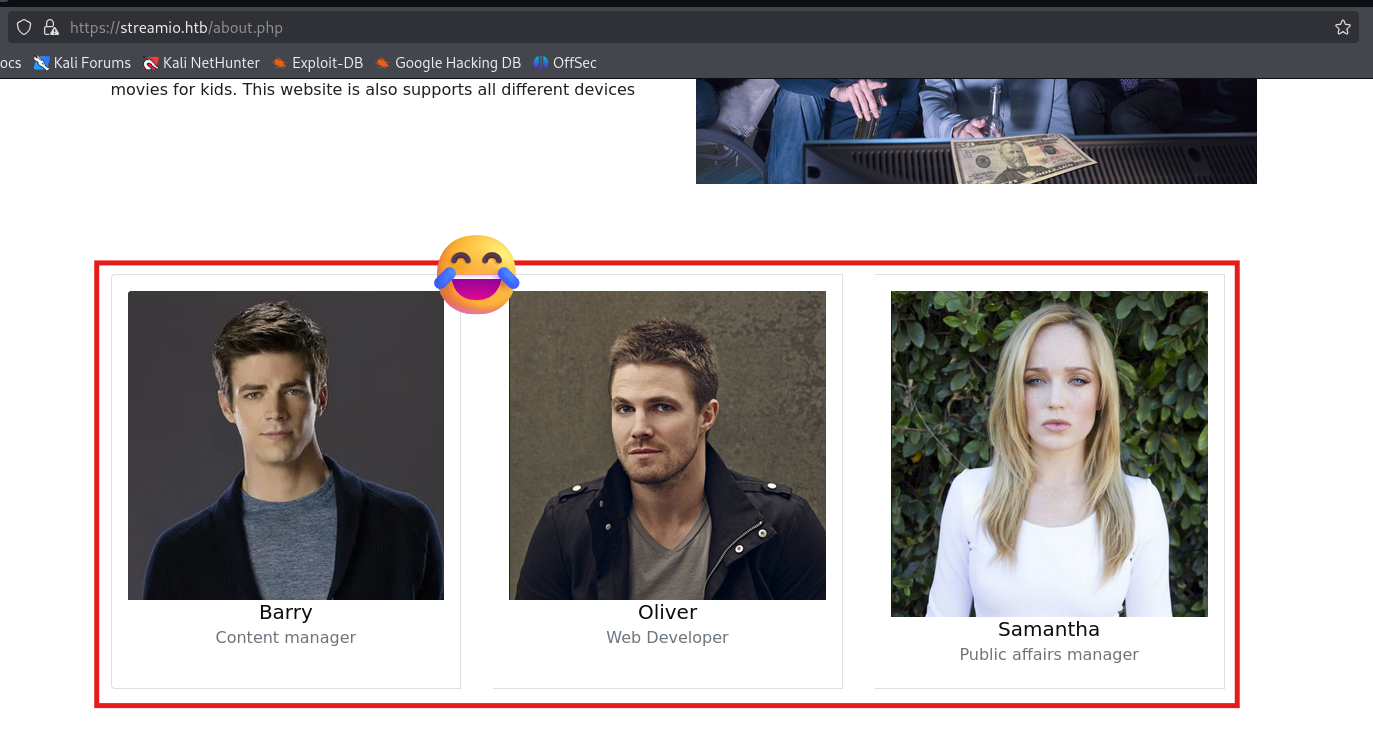 https://streamio.htb/about.php
ocs Kali Forums Kali NetHunter Exploit-DB Google Hacking DB OffSec
movies for kids. This website is also supports all different devices
50
Barry
Content manager
Oliver
Web Developer
Samantha
Public affairs manager